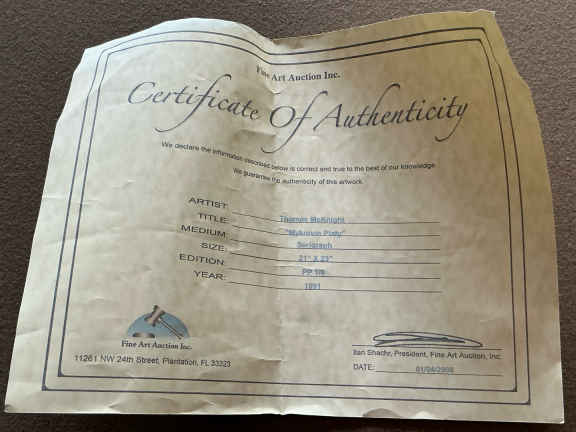 Fine Art Auction Inc.
Certificate Of Authenticity
We declare the information described below is correct and true to the best of our knowledge.
We guarantee the authenticity of this artwork.
ARTIST: Thomas McKnight
TITLE: "Mykonos Patty"
MEDIUM: Serigraph
SIZE: 21" X 23"
EDITION: PP
YEAR: 1991
Fine Art Auction Inc.
11261 NW 24th Street, Plantation, FL 33323
Ilan Shachr, President, Fine Art Auction, Inc
DATE: 01/04/2008